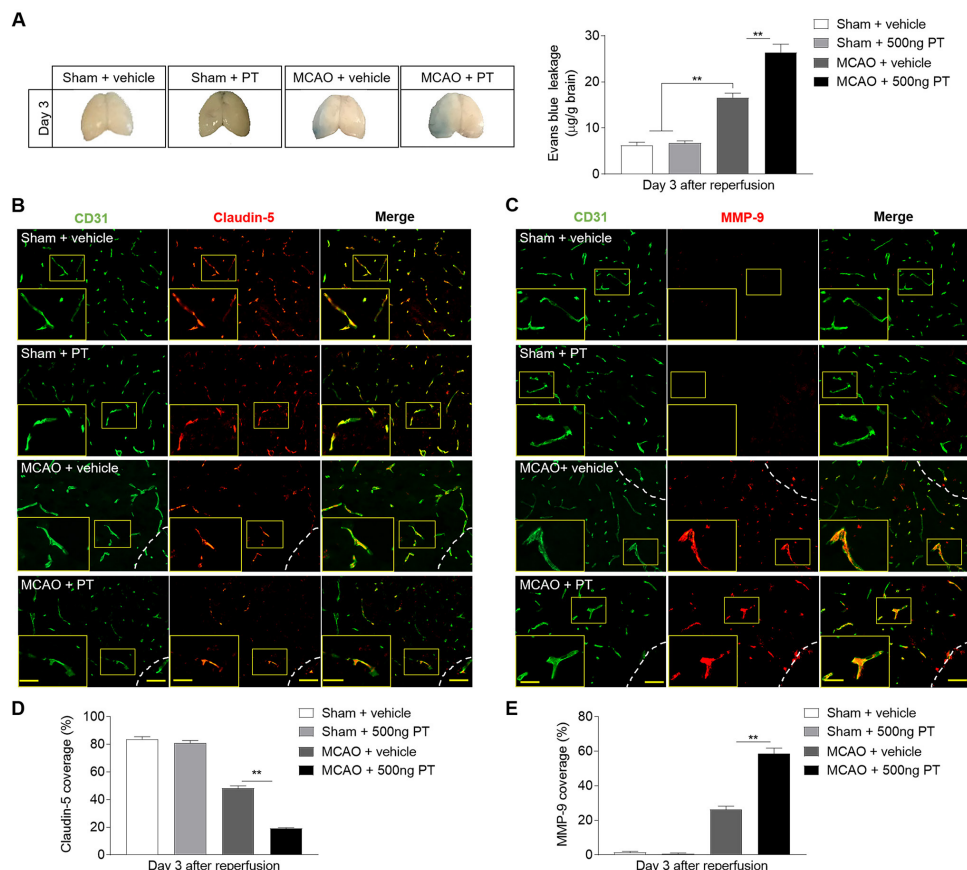 A
Sham + vehicle
Sham + PT
MCAO + vehicle
MCAO + PT
Day 3
Evans blue leakage
(μg/g brain)
30
20
10
0
**
**
Day 3 after reperfusion
Sham + vehicle
Sham + 500ng PT
MCAO + vehicle
MCAO + 500ng PT
B
CD31
Claudin-5
Merge
Sham + vehicle
Sham + PT
MCAO + vehicle
MCAO + PT
C
CD31
MMP-9
Merge
Sham + vehicle
Sham + PT
MCAO+ vehicle
MCAO + PT
D
Claudin-5 coverage (%)
100
80
60
40
20
0
**
Day 3 after reperfusion
Sham + vehicle
Sham + 500ng PT
MCAO + vehicle
MCAO + 500ng PT
E
MMP-9 coverage (%)
80
60
40
20
0
**
Day 3 after reperfusion
Sham + vehicle
Sham + 500ng PT
MCAO + vehicle
MCAO + 500ng PT